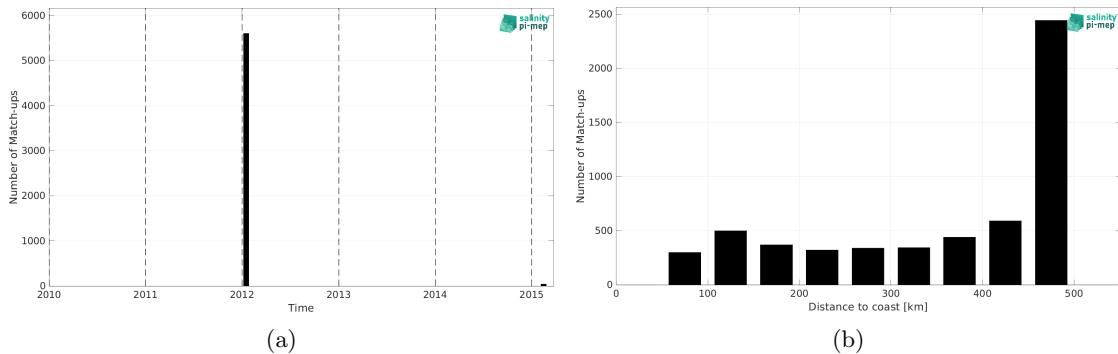 6000
5000
4000
3000
2000
1000
0
Number of Match-ups
2010 2011 2012 2013 2014 2015
Time
salinity
pi-mep
(a)
2500
2000
1500
1000
500
0
Number of Match-ups
0 100 200 300 400 500
Distance to coast [km]
salinity
pi-mep
(b)